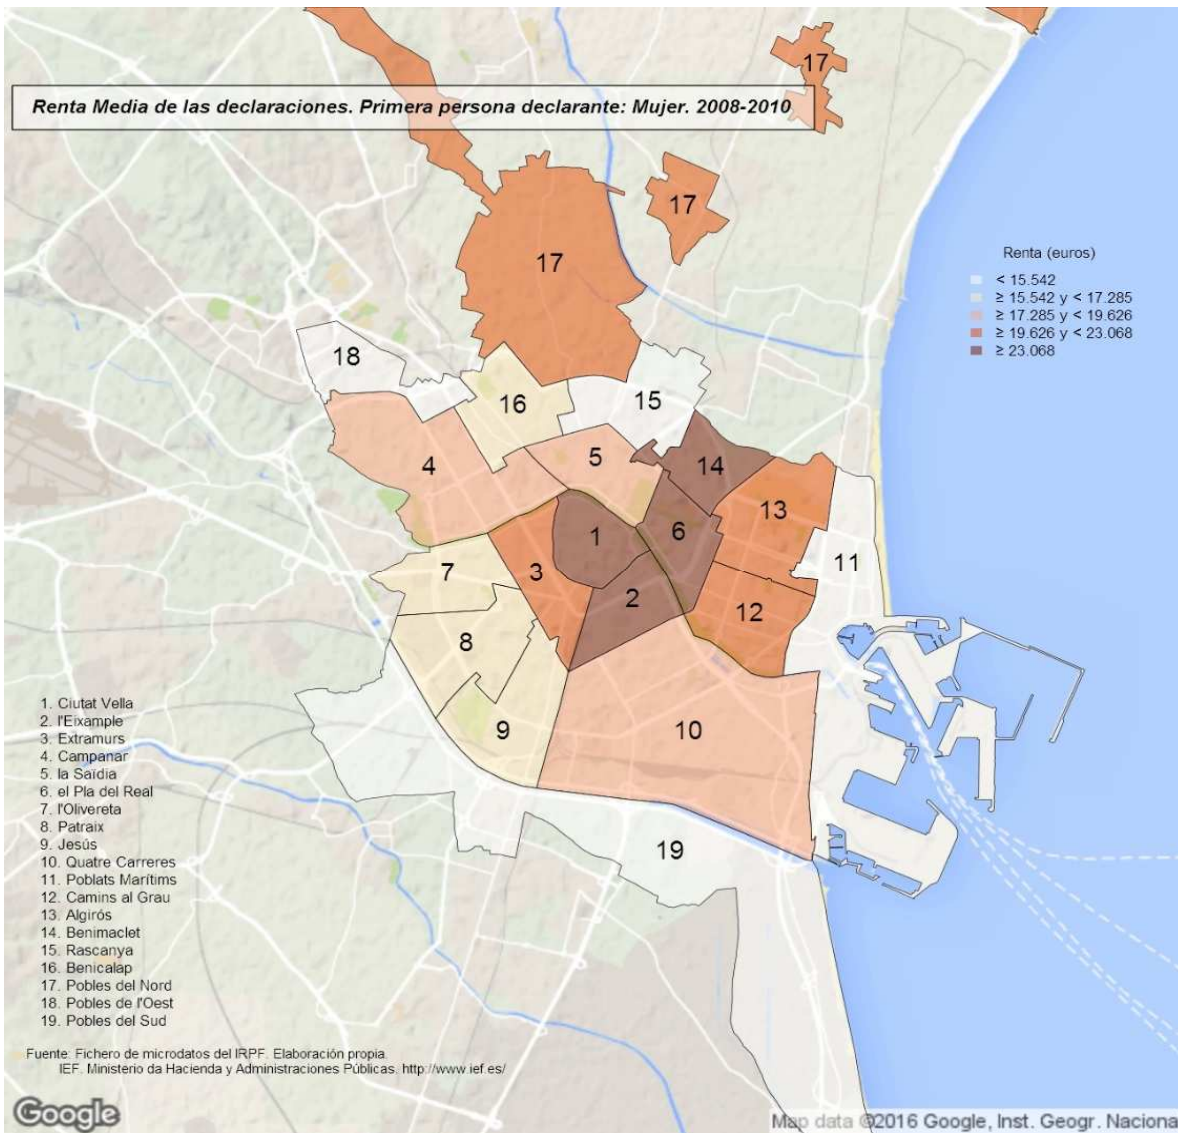 17
Renta Media de las declaraciones. Primera persona declarante: Mujer. 2008-2010
17
17
Renta (euros)
< 15.542
≥ 15.542 y < 17.285
≥ 17.285 y < 19.626
≥ 19.626 y < 23.068
≥ 23.068
18
16
15
4
5
14
13
6
1
11
3
7
2
12
8
9
10
19
1. Ciutat Vella
2. l'Eixample
3. Extramurs
4. Campanar
5. la Saïdia
6. el Pla del Real
7. l'Olivereta
8. Patraix
9. Jesús
10. Quatre Carreres
11. Poblats Marítims
12. Camins al Grau
13. Algirós
14. Benimaclet
15. Rascanya
16. Benicalap
17. Pobles del Nord
18. Pobles de l'Oest
19. Pobles del Sud
Fuente: Fichero de microdatos del IRPF. Elaboración propia.
IEF. Ministerio da Hacienda y Administraciones Públicas. http://www.ief.es/
Google
Map data ©2016 Google, Inst. Geogr. Naciona